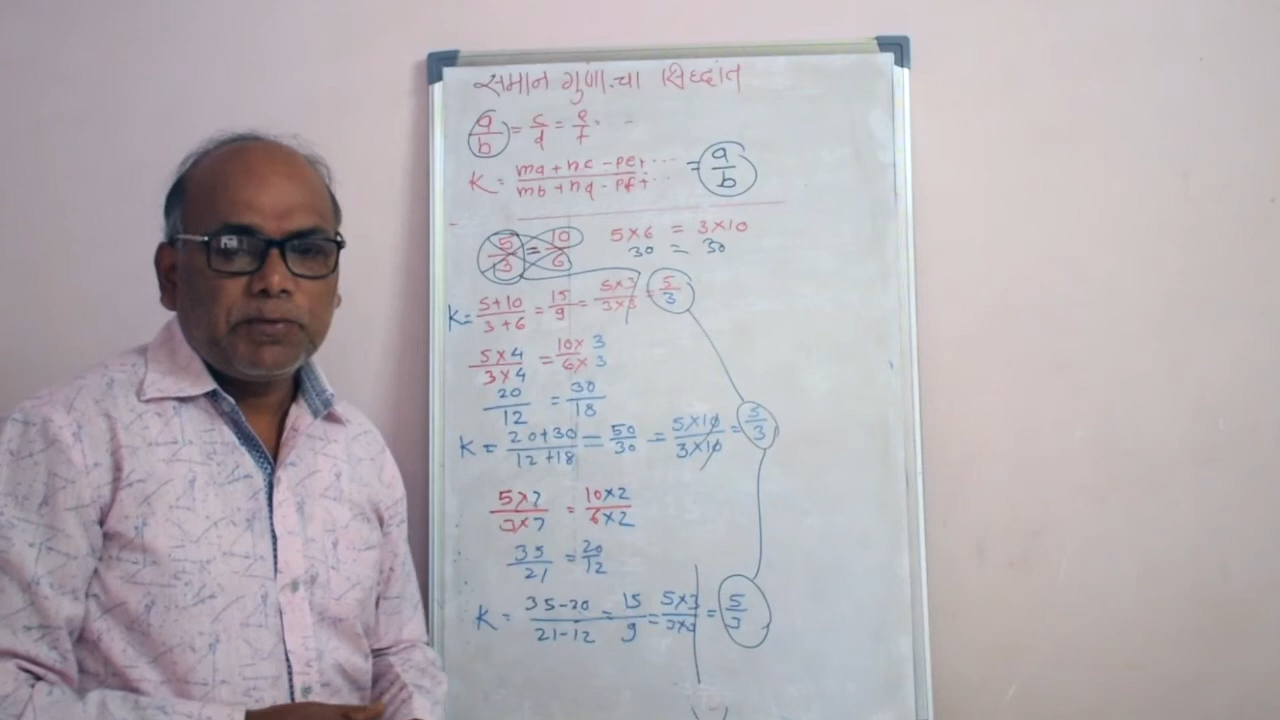 समान गुणो.चा सिध्दांत
a/b = c/d = e/f . -
K = ma+nc-pe+.../mb+nd-pf+... = a/b
5/3 = 10/6 5×6 = 3×10
30 = 30
K = 5+10/3+6 = 15/9 = 5×3/3×3 = 5/3
5×4/3×4 = 10×3/6×3
20/12 = 30/18
K = 20+30/12+18 = 50/30 = 5×10/3×10 = 5/3
5×7/3×7 = 10×2/6×2
35/21 = 20/12
K = 35-20/21-12 = 15/9 = 5×3/3×3 = 5/3